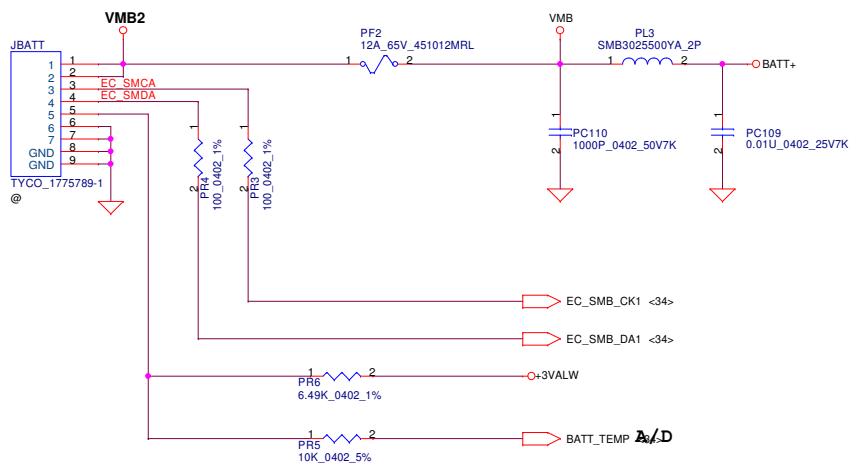 VMB2
JBATT
1
2
3
4
5
6
7
GND
GND
1
2
3
4
5
6
7
8
9
EC_SMCA
EC_SMDA
TYCO_1775789-1
@
PF2
12A_65V_451012MRL
1
2
VMB
PL3
SMB3025500YA_2P
1
2
BATT+
1
2
PC110
1000P_0402_50V7K
1
2
PC109
0.01U_0402_25V7K
1
2
PR4
100_0402_1%
1
2
PR3
100_0402_1%
EC_SMB_CK1 <34>
EC_SMB_DA1 <34>
1
2
PR6
6.49K_0402_1%
+3VALW
1
2
PR5
10K_0402_5%
BATT_TEMP
A/D